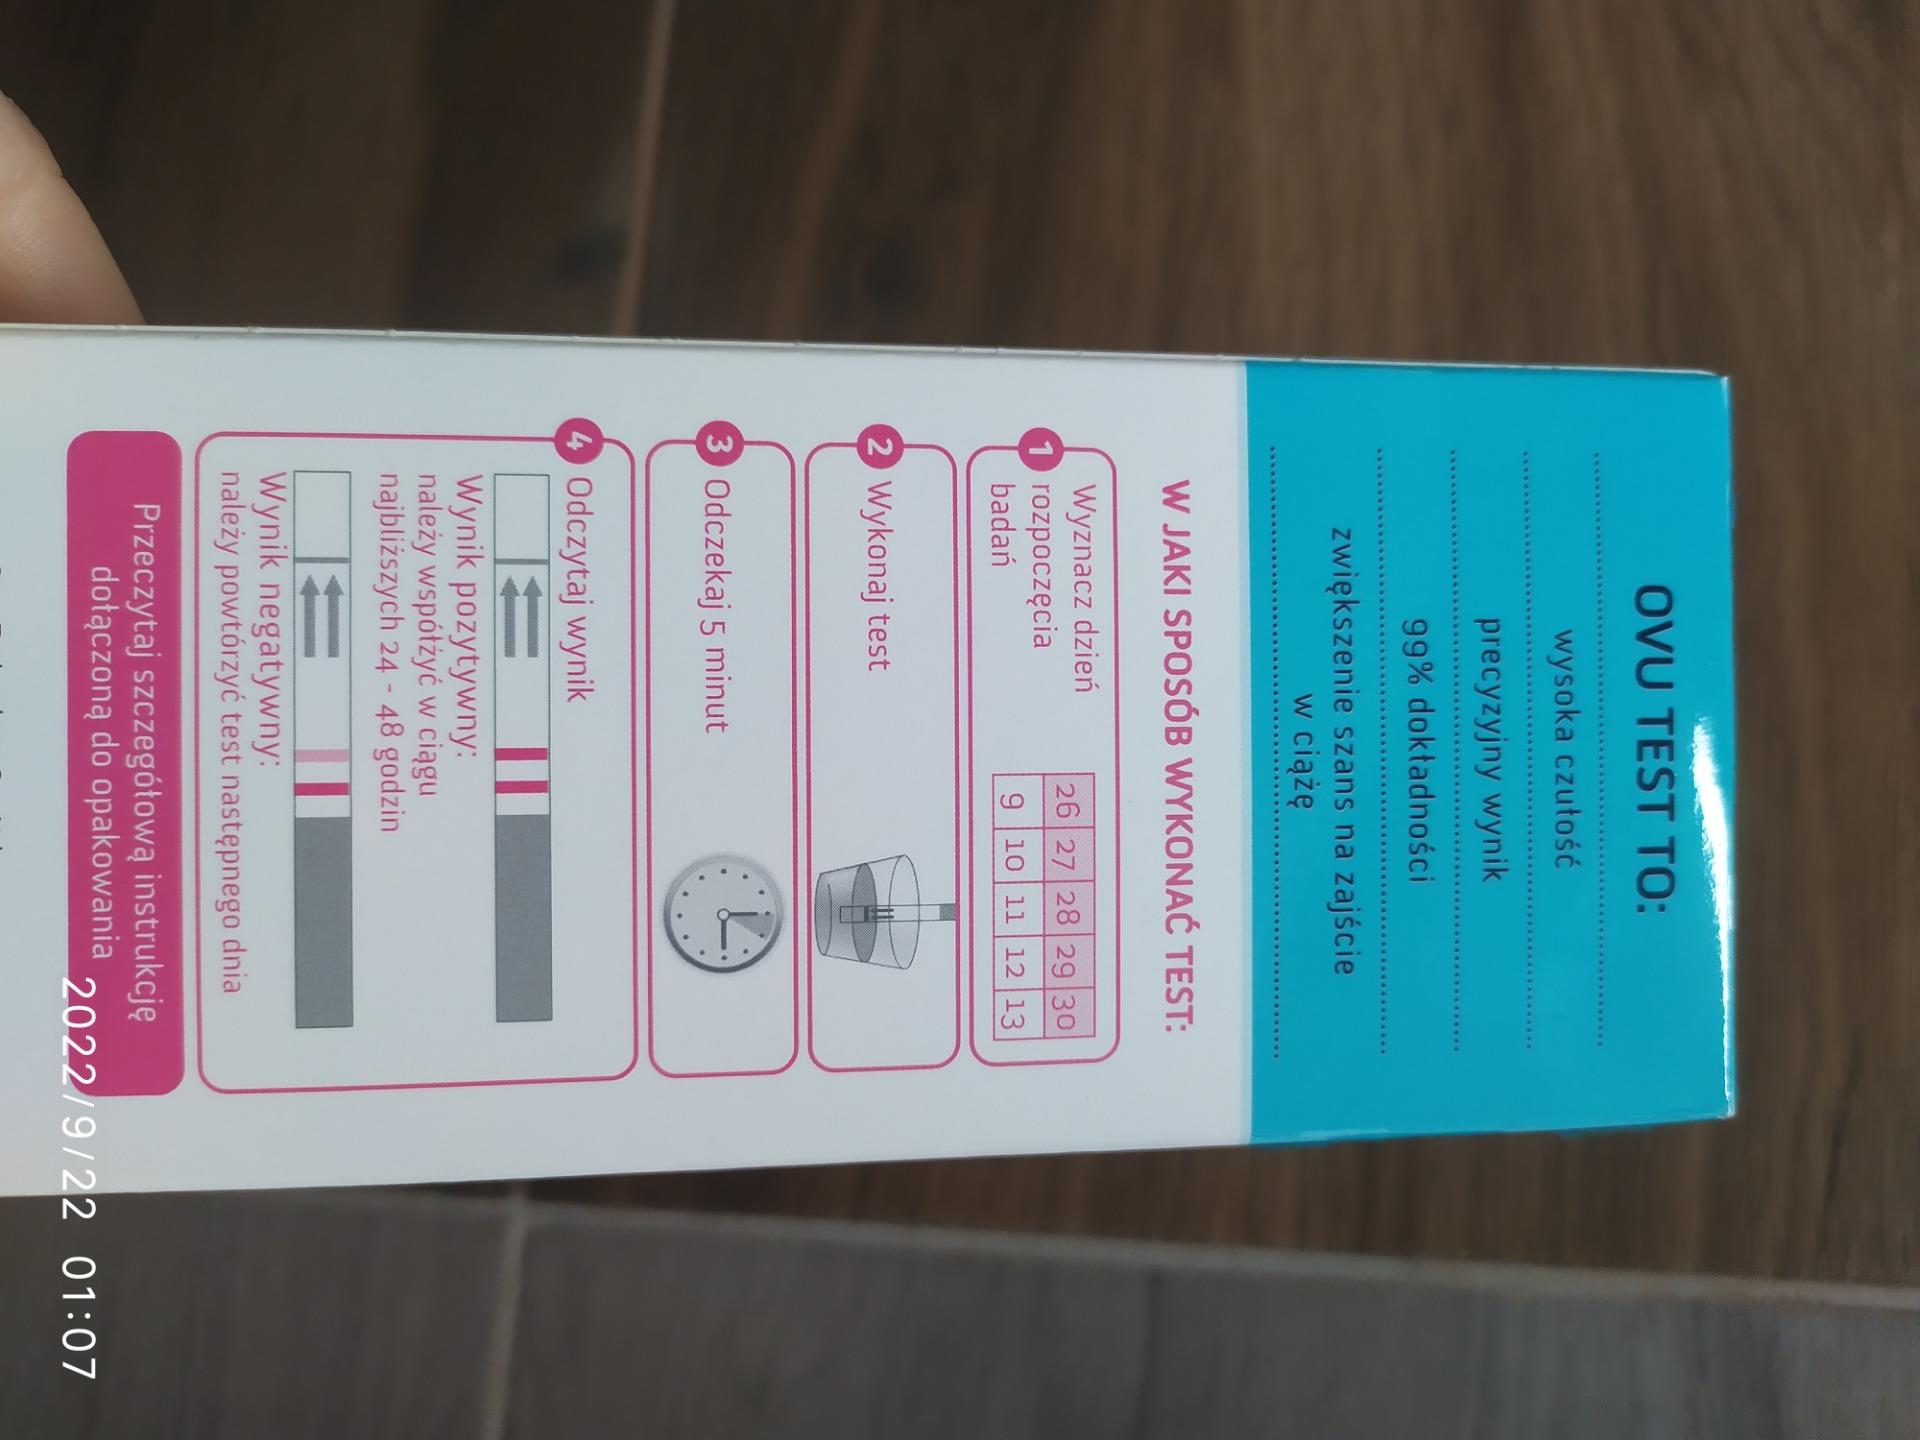 OVU TEST TO:
wysoka czułość
precyzyjny wynik
99% dokładności
zwiększenie szans na zajście
w ciążę
W JAKI SPOSÓB WYKONAĆ TEST:
1
Wyznacz dzień
rozpoczęcia
badań
26 27 28 29 30
9 10 11 12 13
2 Wykonaj test
3 Odczekaj 5 minut
4 Odczytaj wynik
Wynik pozytywny:
należy współżyć w ciągu
najbliższych 24 - 48 godzin
Wynik negatywny:
należy powtórzyć test następnego dnia
Przeczytaj szczegółową instrukcję
dołączoną do opakowania
2022/9/22 01:07